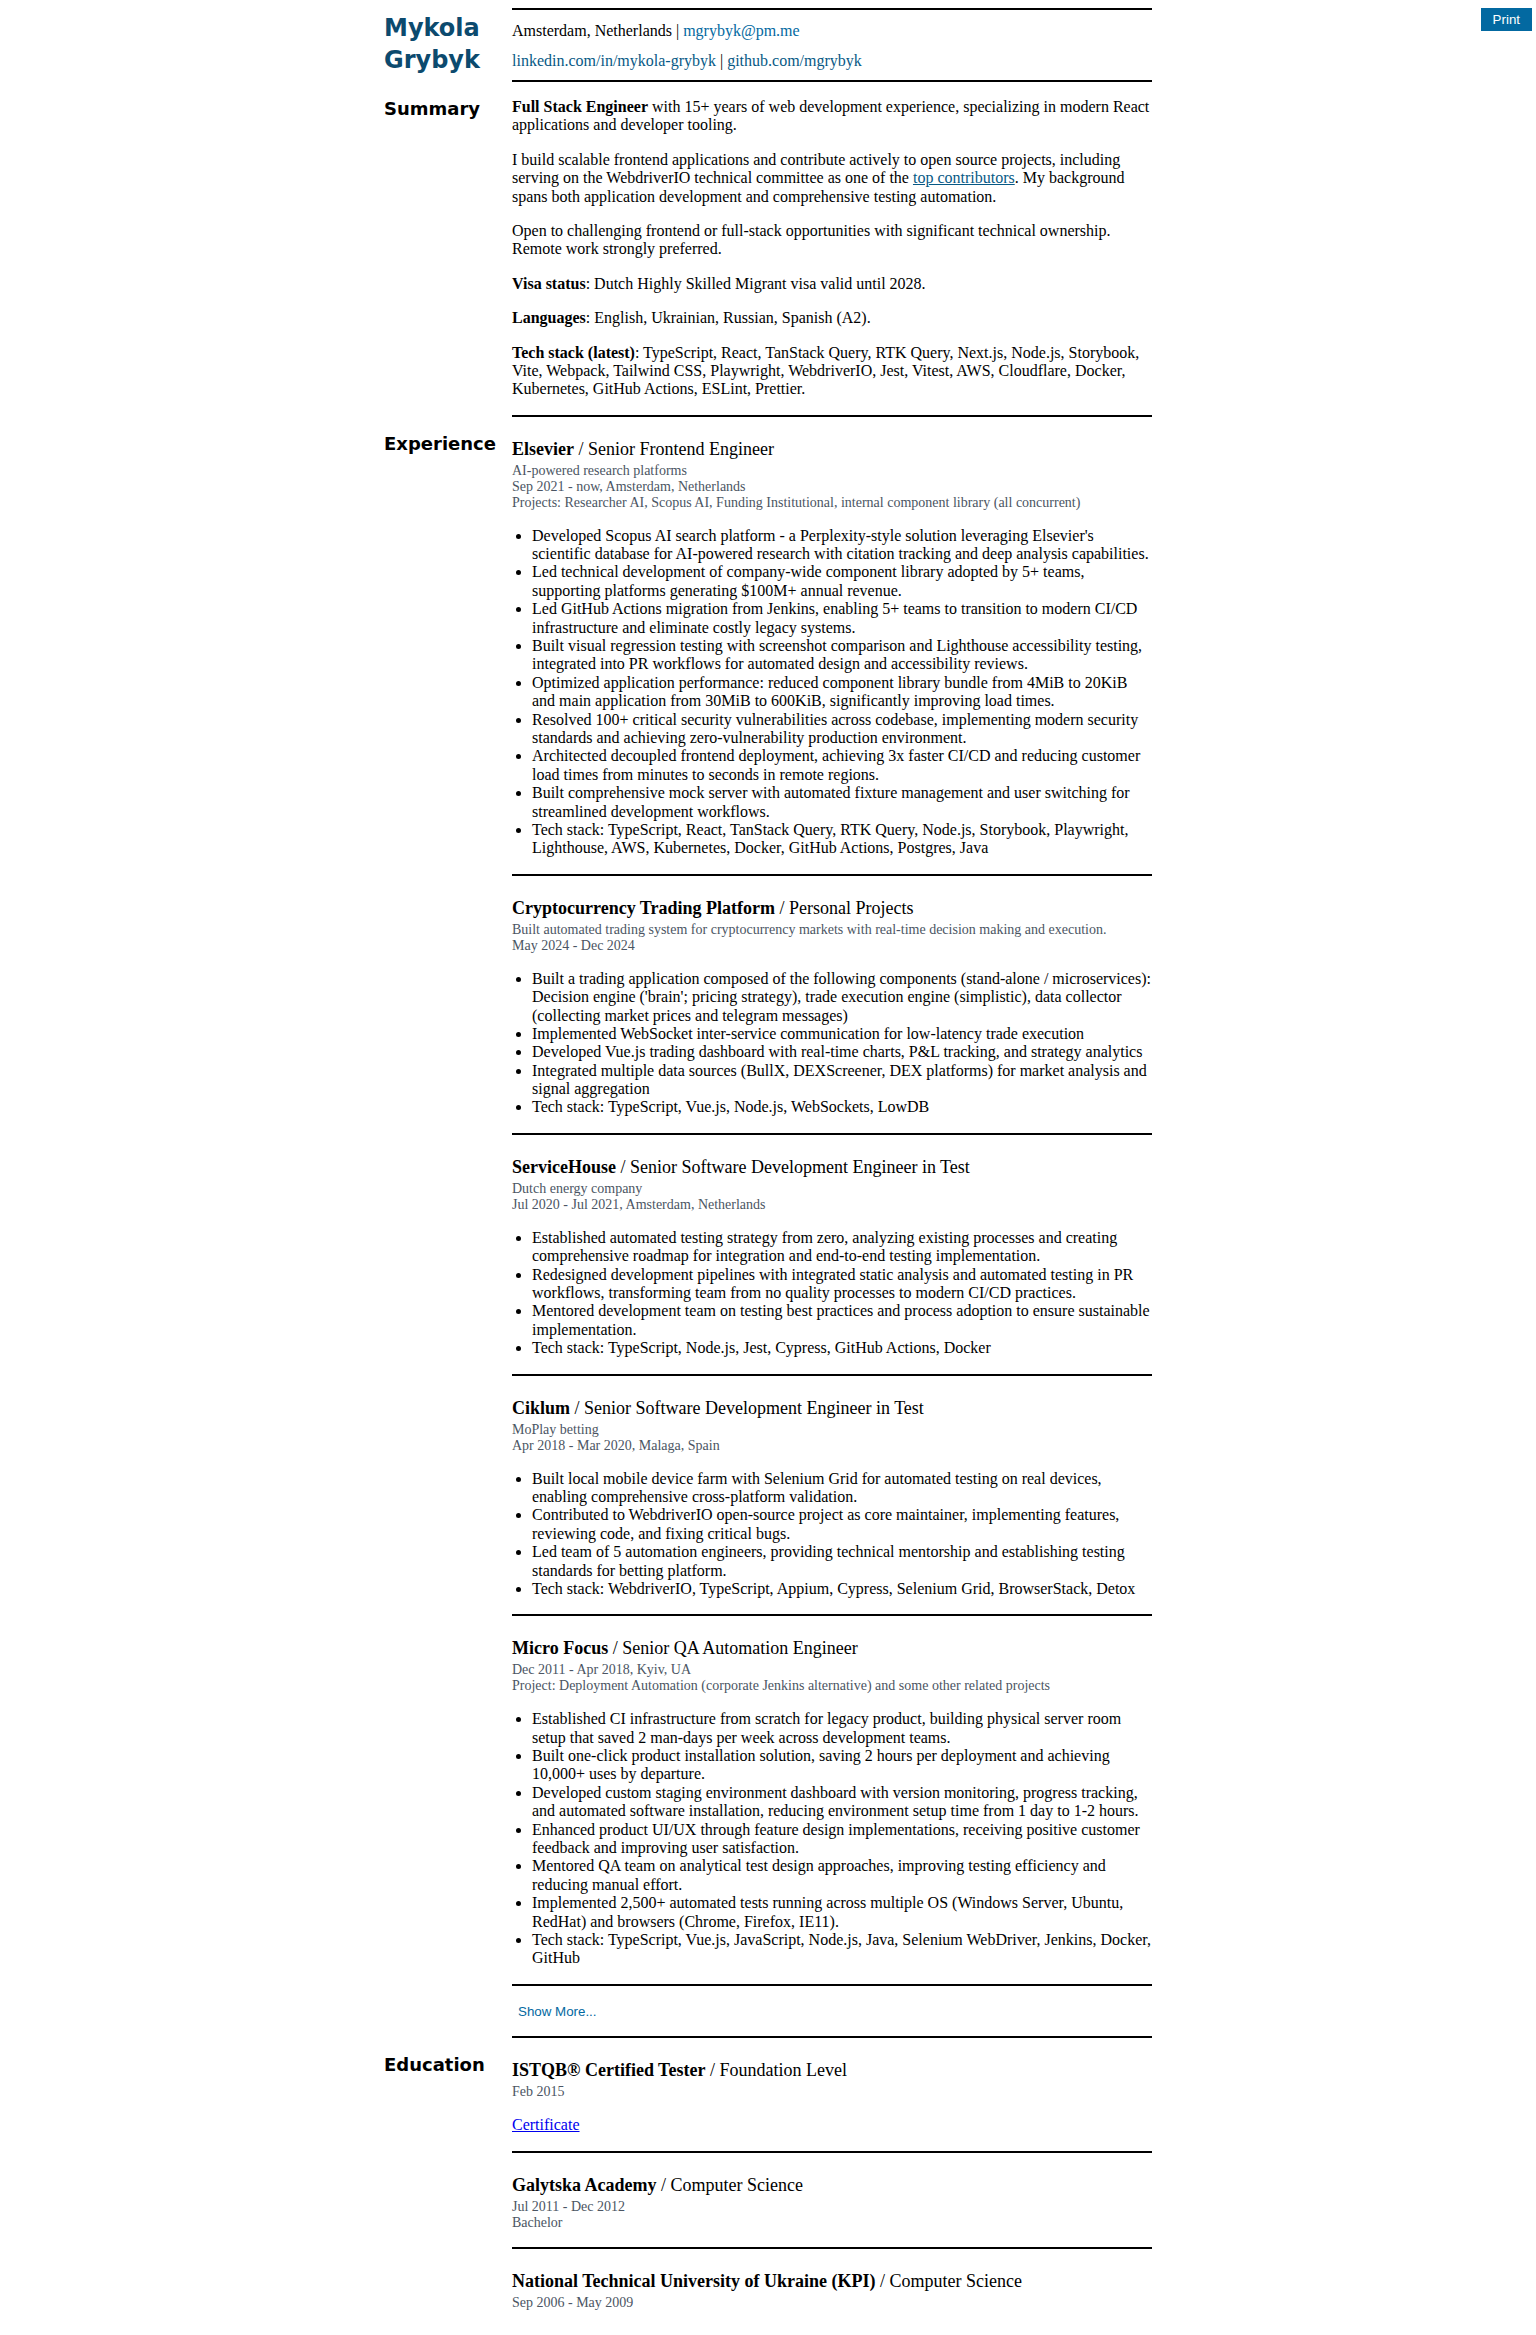 Mykola
Grybyk
Amsterdam, Netherlands | mgrybyk@pm.me
linkedin.com/in/mykola-grybyk | github.com/mgrybyk
Print
Summary
Full Stack Engineer with 15+ years of web development experience, specializing in modern React
applications and developer tooling.
I build scalable frontend applications and contribute actively to open source projects, including
serving on the WebdriverIO technical committee as one of the top contributors. My background
spans both application development and comprehensive testing automation.
Open to challenging frontend or full-stack opportunities with significant technical ownership.
Remote work strongly preferred.
Visa status: Dutch Highly Skilled Migrant visa valid until 2028.
Languages: English, Ukrainian, Russian, Spanish (A2).
Tech stack (latest): TypeScript, React, TanStack Query, RTK Query, Next.js, Node.js, Storybook,
Vite, Webpack, Tailwind CSS, Playwright, WebdriverIO, Jest, Vitest, AWS, Cloudflare, Docker,
Kubernetes, GitHub Actions, ESLint, Prettier.
Experience
Elsevier / Senior Frontend Engineer
AI-powered research platforms
Sep 2021 - now, Amsterdam, Netherlands
Projects: Researcher AI, Scopus AI, Funding Institutional, internal component library (all concurrent)
• Developed Scopus AI search platform - a Perplexity-style solution leveraging Elsevier's
scientific database for AI-powered research with citation tracking and deep analysis capabilities.
• Led technical development of company-wide component library adopted by 5+ teams,
supporting platforms generating $100M+ annual revenue.
• Led GitHub Actions migration from Jenkins, enabling 5+ teams to transition to modern CI/CD
infrastructure and eliminate costly legacy systems.
• Built visual regression testing with screenshot comparison and Lighthouse accessibility testing,
integrated into PR workflows for automated design and accessibility reviews.
• Optimized application performance: reduced component library bundle from 4MiB to 20KiB
and main application from 30MiB to 600KiB, significantly improving load times.
• Resolved 100+ critical security vulnerabilities across codebase, implementing modern security
standards and achieving zero-vulnerability production environment.
• Architected decoupled frontend deployment, achieving 3x faster CI/CD and reducing customer
load times from minutes to seconds in remote regions.
• Built comprehensive mock server with automated fixture management and user switching for
streamlined development workflows.
• Tech stack: TypeScript, React, TanStack Query, RTK Query, Node.js, Storybook, Playwright,
Lighthouse, AWS, Kubernetes, Docker, GitHub Actions, Postgres, Java
Cryptocurrency Trading Platform / Personal Projects
Built automated trading system for cryptocurrency markets with real-time decision making and execution.
May 2024 - Dec 2024
• Built a trading application composed of the following components (stand-alone / microservices):
Decision engine ('brain'; pricing strategy), trade execution engine (simplistic), data collector
(collecting market prices and telegram messages)
• Implemented WebSocket inter-service communication for low-latency trade execution
• Developed Vue.js trading dashboard with real-time charts, P&L tracking, and strategy analytics
• Integrated multiple data sources (BullX, DEXScreener, DEX platforms) for market analysis and
signal aggregation
• Tech stack: TypeScript, Vue.js, Node.js, WebSockets, LowDB
ServiceHouse / Senior Software Development Engineer in Test
Dutch energy company
Jul 2020 - Jul 2021, Amsterdam, Netherlands
• Established automated testing strategy from zero, analyzing existing processes and creating
comprehensive roadmap for integration and end-to-end testing implementation.
• Redesigned development pipelines with integrated static analysis and automated testing in PR
workflows, transforming team from no quality processes to modern CI/CD practices.
• Mentored development team on testing best practices and process adoption to ensure sustainable
implementation.
• Tech stack: TypeScript, Node.js, Jest, Cypress, GitHub Actions, Docker
Ciklum / Senior Software Development Engineer in Test
MoPlay betting
Apr 2018 - Mar 2020, Malaga, Spain
• Built local mobile device farm with Selenium Grid for automated testing on real devices,
enabling comprehensive cross-platform validation.
• Contributed to WebdriverIO open-source project as core maintainer, implementing features,
reviewing code, and fixing critical bugs.
• Led team of 5 automation engineers, providing technical mentorship and establishing testing
standards for betting platform.
• Tech stack: WebdriverIO, TypeScript, Appium, Cypress, Selenium Grid, BrowserStack, Detox
Micro Focus / Senior QA Automation Engineer
Dec 2011 - Apr 2018, Kyiv, UA
Project: Deployment Automation (corporate Jenkins alternative) and some other related projects
• Established CI infrastructure from scratch for legacy product, building physical server room
setup that saved 2 man-days per week across development teams.
• Built one-click product installation solution, saving 2 hours per deployment and achieving
10,000+ uses by departure.
• Developed custom staging environment dashboard with version monitoring, progress tracking,
and automated software installation, reducing environment setup time from 1 day to 1-2 hours.
• Enhanced product UI/UX through feature design implementations, receiving positive customer
feedback and improving user satisfaction.
• Mentored QA team on analytical test design approaches, improving testing efficiency and
reducing manual effort.
• Implemented 2,500+ automated tests running across multiple OS (Windows Server, Ubuntu,
RedHat) and browsers (Chrome, Firefox, IE11).
• Tech stack: TypeScript, Vue.js, JavaScript, Node.js, Java, Selenium WebDriver, Jenkins, Docker,
GitHub
Show More...
Education
ISTQB® Certified Tester / Foundation Level
Feb 2015
Certificate
Galytska Academy / Computer Science
Jul 2011 - Dec 2012
Bachelor
National Technical University of Ukraine (KPI) / Computer Science
Sep 2006 - May 2009